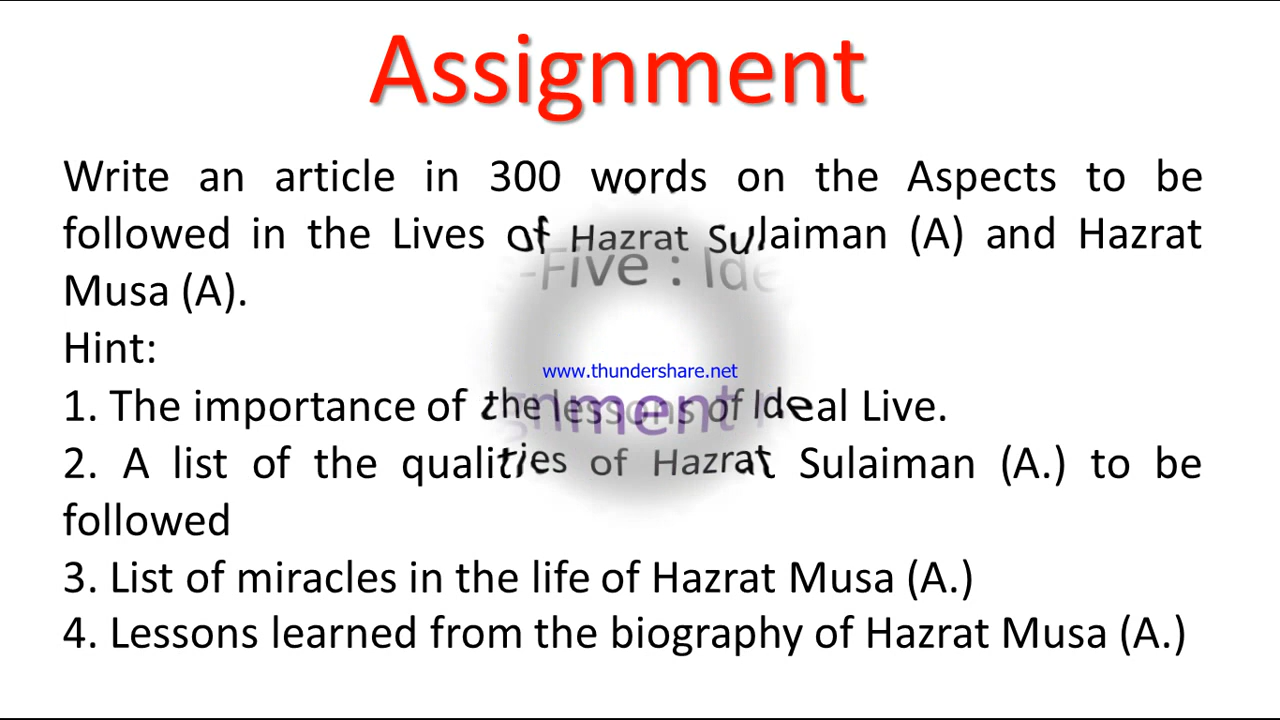 Assignment
Write an article in 300 words on the Aspects to be
followed in the Lives of Hazrat Sulaiman (A) and Hazrat
Musa (A).
-Five : Ide
Hint:
www.thundershare.net
1. The importance of the lessons of Ideal Live.
nment
2. A list of the qualities of Hazrat Sulaiman (A.) to be
followed
3. List of miracles in the life of Hazrat Musa (A.)
4. Lessons learned from the biography of Hazrat Musa (A.)